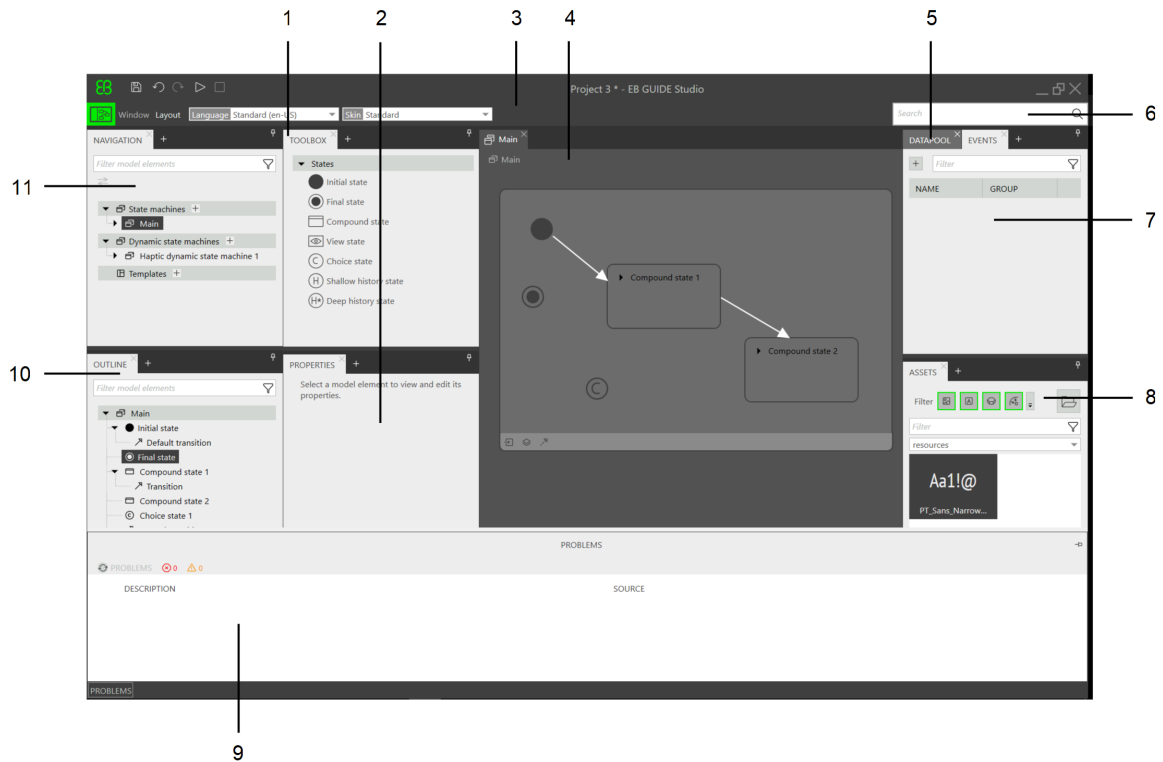 1 2 3 4 5
EB Project 3 * - EB GUIDE Studio
Window Layout Language Standard (en-US) Skin Standard Search
6
NAVIGATION + TOOLBOX + Main DATAPOOL EVENTS +
Filter model elements States Main + Filter
Initial state NAME GROUP
11
State machines + Final state
Main Compound state
7
Dynamic state machines + View state
Haptic dynamic state machine 1 C Choice state
Templates + H Shallow history state
H* Deep history state
Compound state 1
Compound state 2
OUTLINE + PROPERTIES + ASSETS +
10
Filter model elements Select a model element to view and edit its
properties.
C
Filter
8
Main Filter
Initial state
Default transition resources
Final state
Compound state 1 Aa1!@
Transition
Compound state 2 PT_Sans_Narrow...
C Choice state 1
PROBLEMS
PROBLEMS 0 0
DESCRIPTION SOURCE
PROBLEMS
9